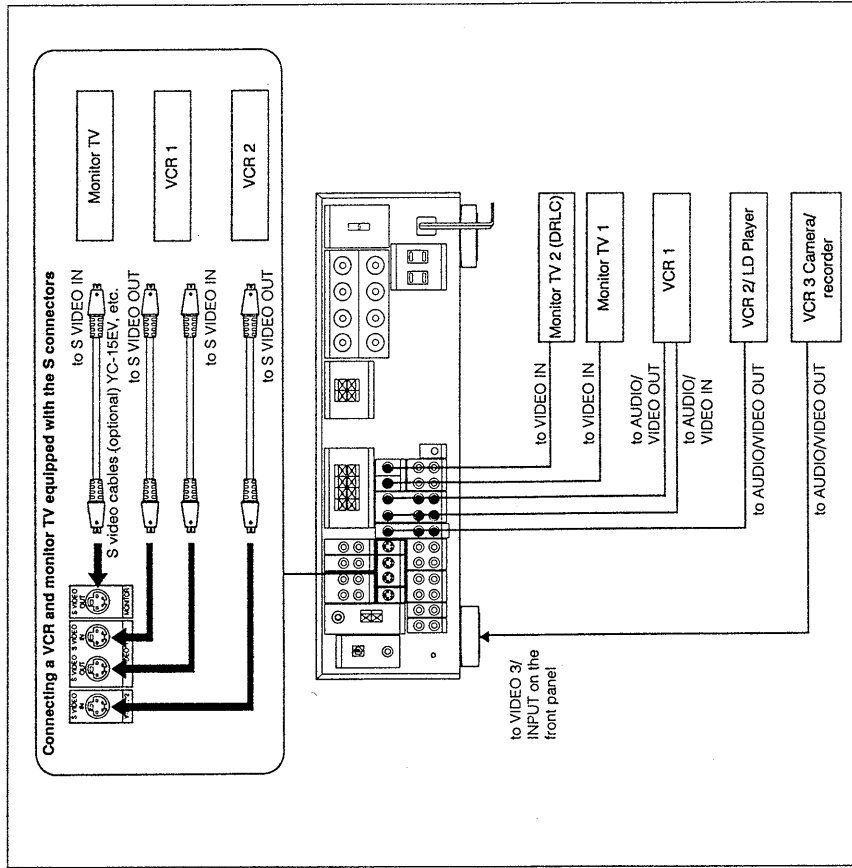 Connecting a VCR and monitor TV equipped with the S connectors
S VIDEO
OUT
MONITOR
S VIDEO
IN
S VIDEO
OUT
S VIDEO
IN
to S VIDEO IN
Monitor TV
S video cables (optional) YC-15EV, etc.
to S VIDEO OUT
VCR 1
to S VIDEO IN
to S VIDEO OUT
VCR 2
to VIDEO IN
Monitor TV 2 (DRLC)
to VIDEO IN
Monitor TV 1
to AUDIO/
VIDEO OUT
to AUDIO/
VIDEO IN
VCR 1
to AUDIO/VIDEO OUT
VCR 2/ LD Player
to AUDIO/VIDEO OUT
VCR 3 Camera/
recorder
to VIDEO 3/
INPUT on the
front panel